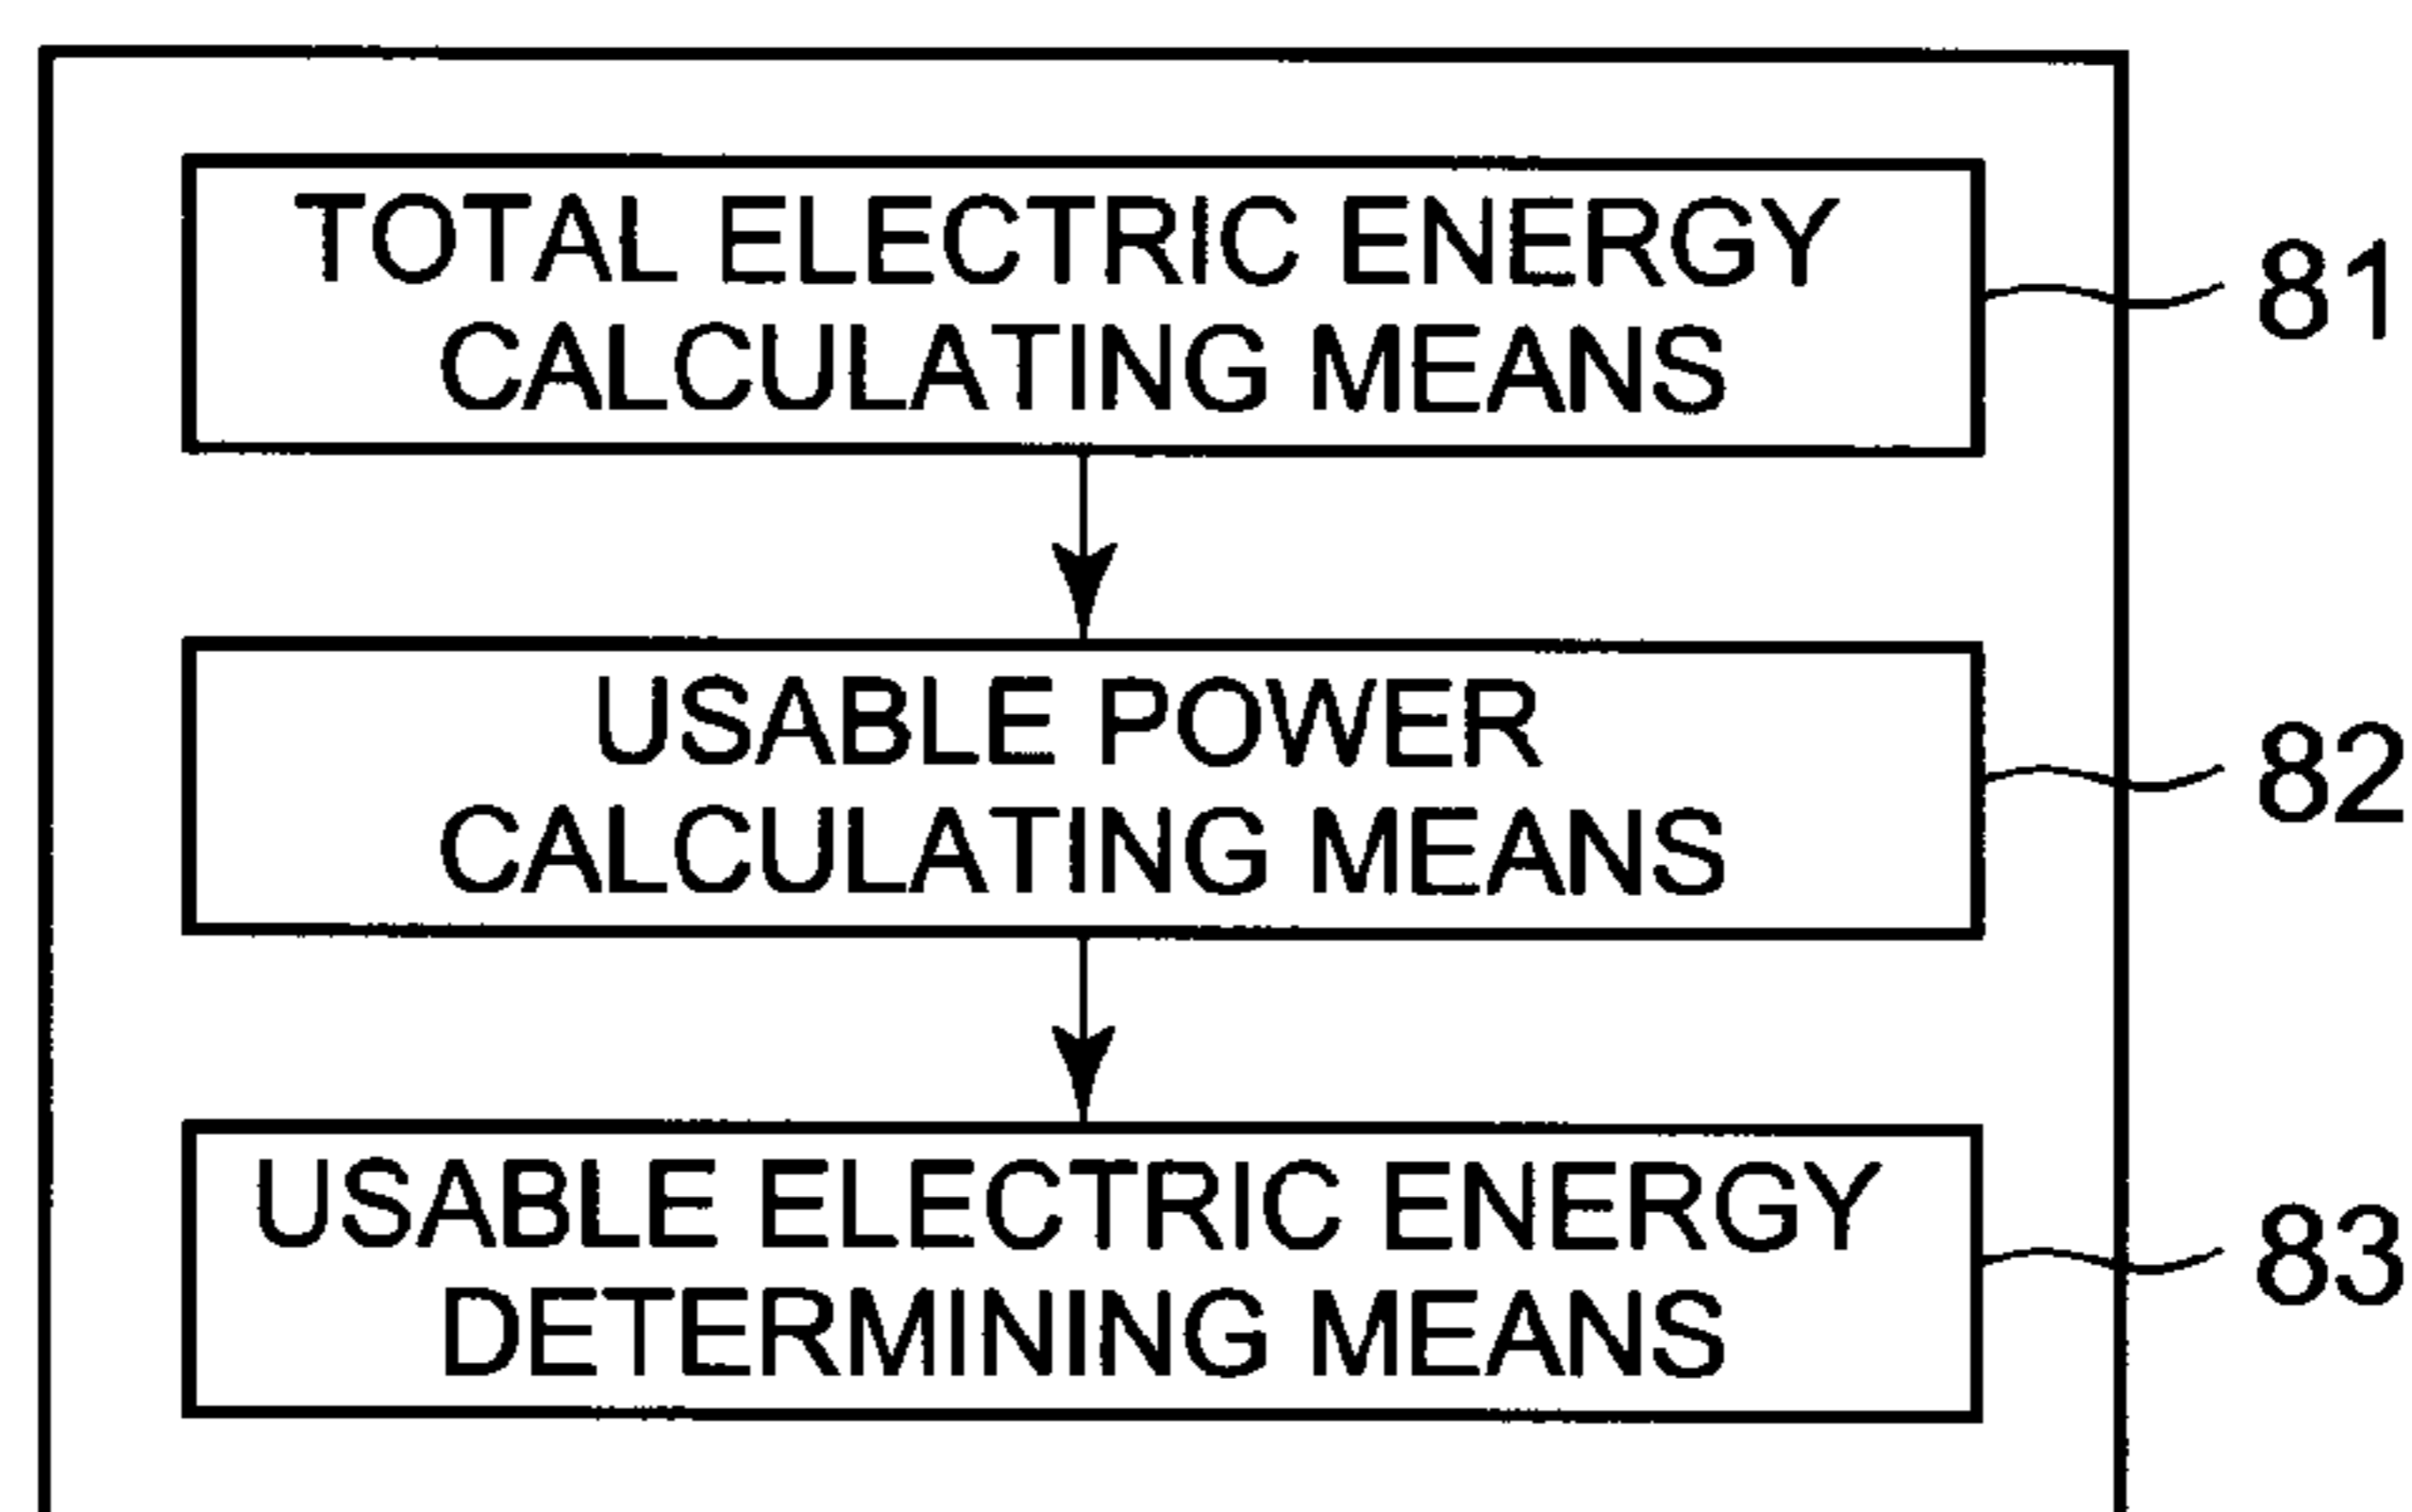 TOTAL ELECTRIC ENERGY
CALCULATING MEANS
81
USABLE POWER
CALCULATING MEANS
82
USABLE ELECTRIC ENERGY
DETERMINING MEANS
83